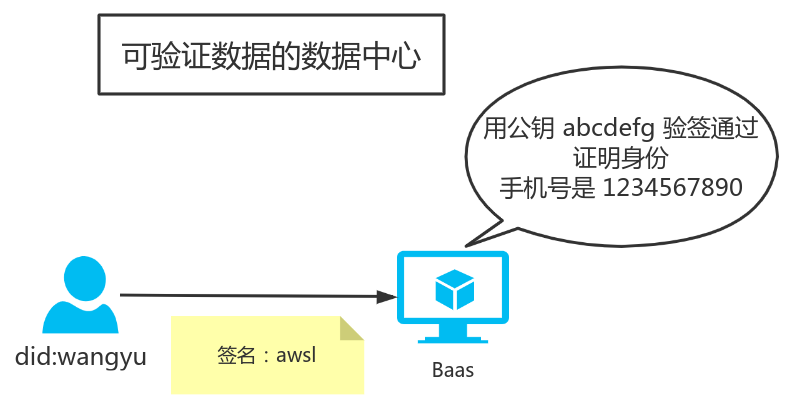 可验证数据的数据中心
用公钥 abcdefg 验签通过
证明身份
手机号是 1234567890
did:wangyu
签名：awsl
Baas